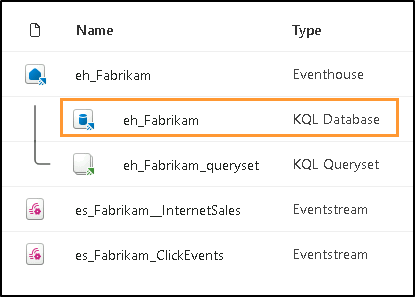 Name Type
eh_Fabrikam Eventhouse
eh_Fabrikam KQL Database
eh_Fabrikam_queryset KQL Queryset
es_Fabrikam__InternetSales Eventstream
es_Fabrikam_ClickEvents Eventstream